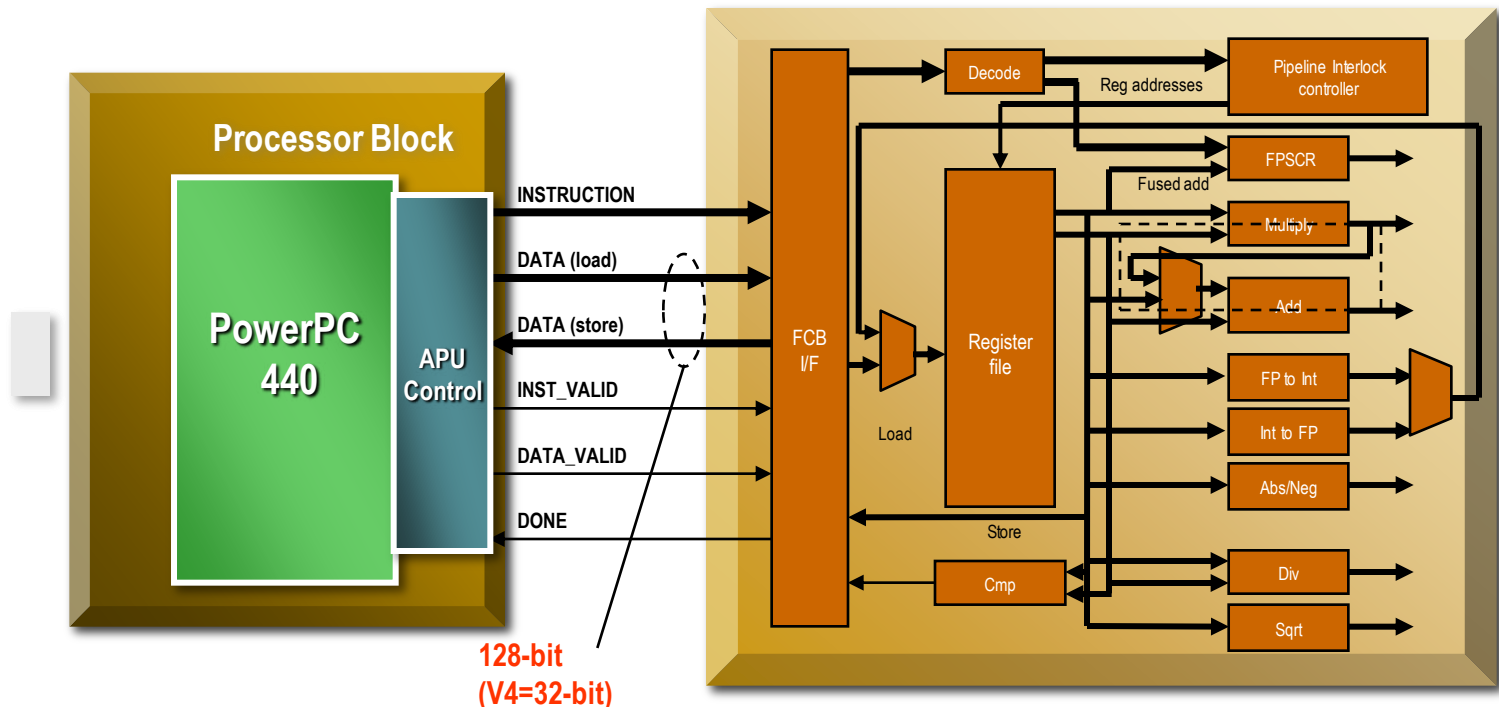 Processor Block
PowerPC
440
APU
Control
INSTRUCTION
DATA (load)
DATA (store)
INST_VALID
DATA_VALID
DONE
128-bit
(V4=32-bit)
FCB
I/F
Decode
Reg addresses
Pipeline Interlock
controller
FPSCR
Fused add
Multiply
Add
Register
file
Load
FP to Int
Int to FP
Abs/Neg
Store
Cmp
Div
Sqrt